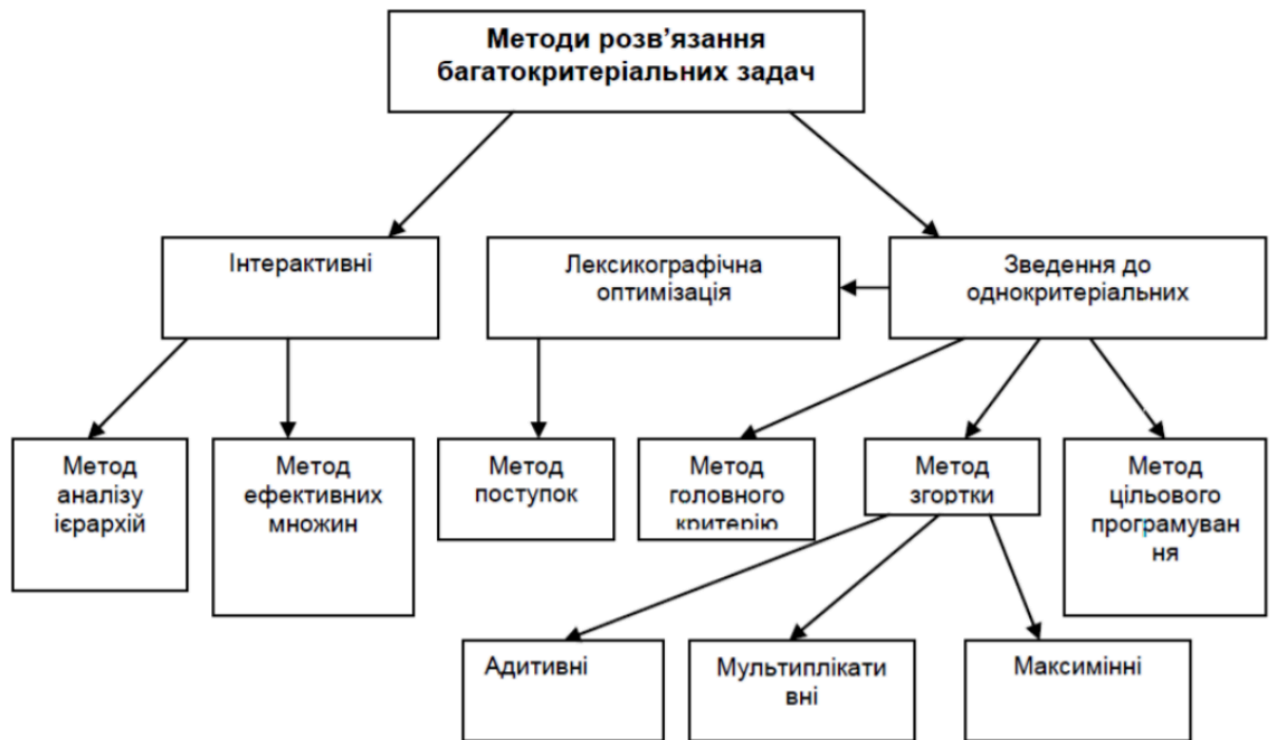 Методи розв’язання
багатокритеріальних задач
Інтерактивні
Лексикографічна
оптимізація
Зведення до
однокритеріальних
Метод
аналізу
ієрархій
Метод
ефективних
множин
Метод
поступок
Метод
головного
критерію
Метод
згортки
Метод
цільового
програмуван
ня
Адитивні
Мультиплікати
вні
Максимінні